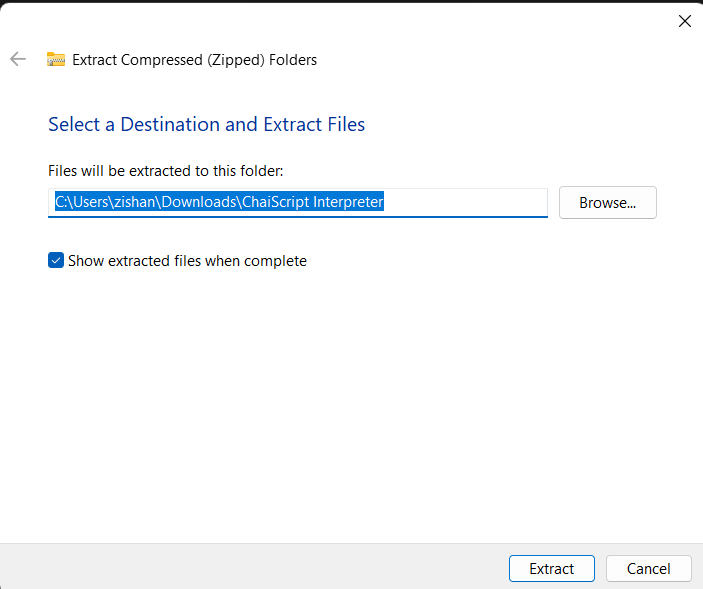 Extract Compressed (Zipped) Folders
Select a Destination and Extract Files
Files will be extracted to this folder:
C:\Users\zishan\Downloads\ChaiScript Interpreter
Browse...
Show extracted files when complete
Extract
Cancel